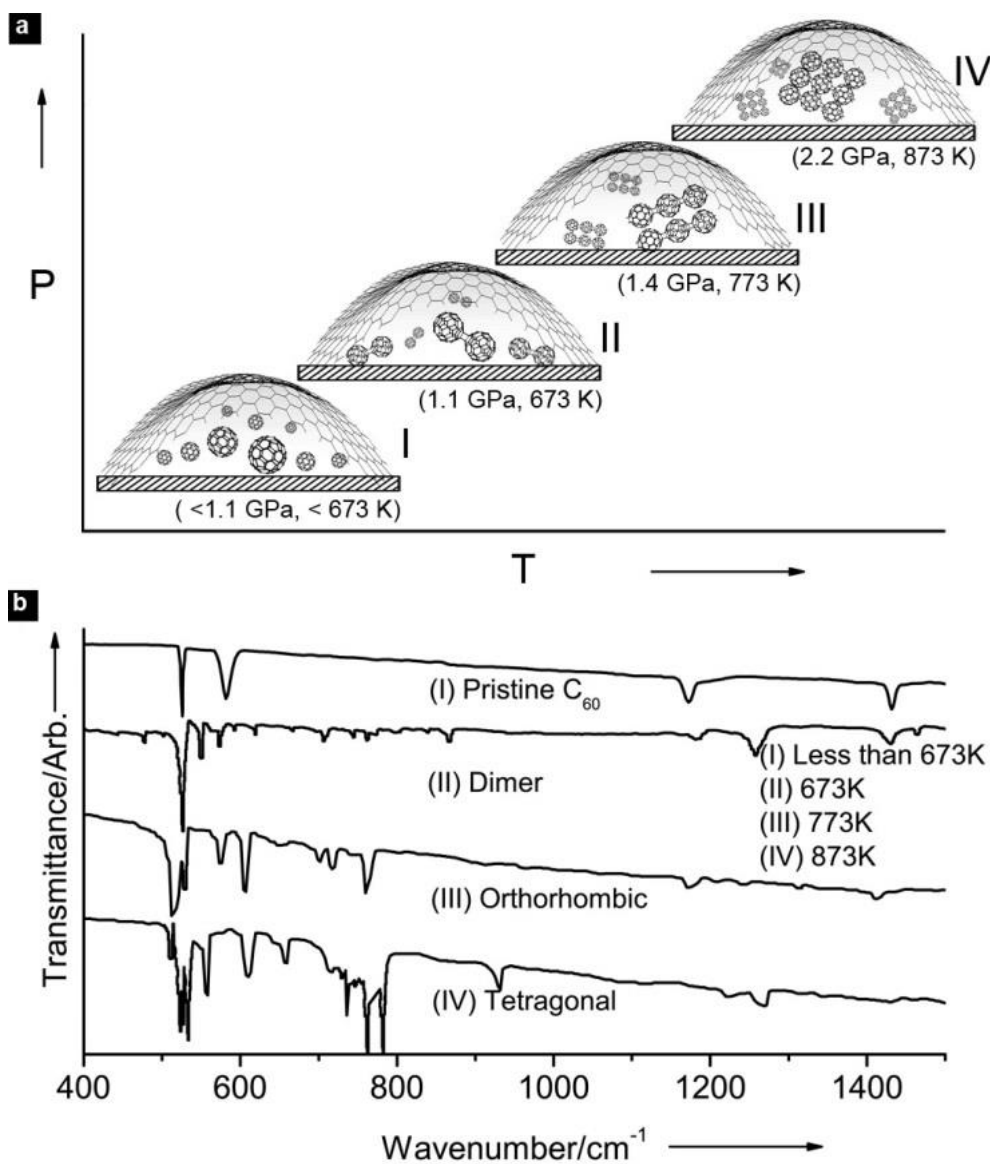 a
IV
(2.2 GPa, 873 K)
III
(1.4 GPa, 773 K)
P
II
(1.1 GPa, 673 K)
I
( <1.1 GPa, < 673 K)
T
b
Transmittance/Arb.
(I) Pristine C₆₀
(I) Less than 673K
(II) Dimer
(II) 673K
(III) 773K
(IV) 873K
(III) Orthorhombic
(IV) Tetragonal
400 600 800 1000 1200 1400
Wavenumber/cm⁻¹